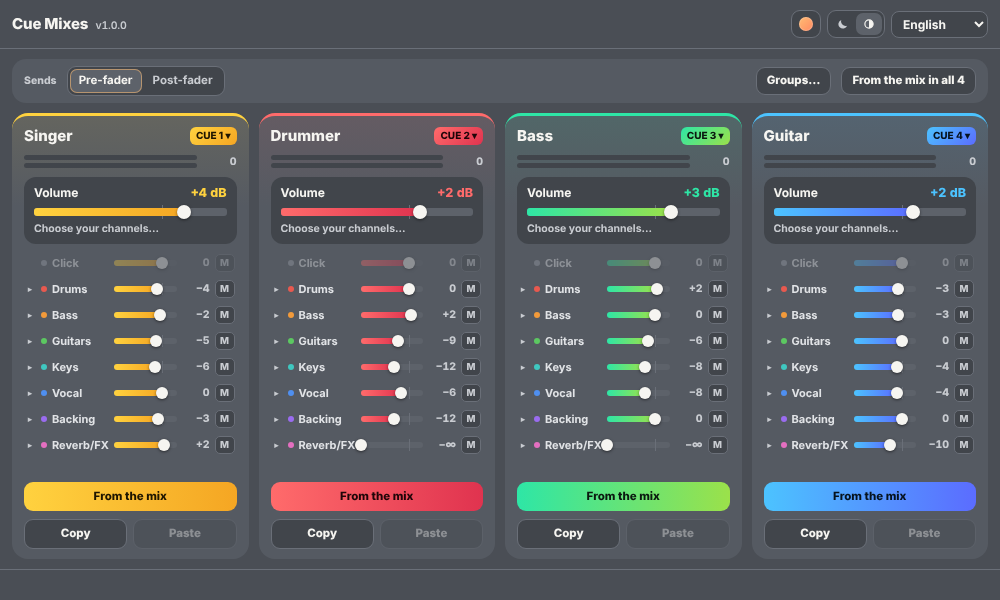 Cue Mixes v1.0.0
English
Sends Pre-fader Post-fader Groups... From the mix in all 4
Singer CUE 1 ▾
0
Volume +4 dB
Choose your channels...
Click 0 M
▸ Drums −4 M
▸ Bass −2 M
▸ Guitars −5 M
▸ Keys −6 M
▸ Vocal 0 M
▸ Backing −3 M
▸ Reverb/FX +2 M
From the mix
Copy Paste
Drummer CUE 2 ▾
0
Volume +2 dB
Choose your channels...
Click 0 M
▸ Drums 0 M
▸ Bass +2 M
▸ Guitars −9 M
▸ Keys −12 M
▸ Vocal −6 M
▸ Backing −12 M
▸ Reverb/FX −∞ M
From the mix
Copy Paste
Bass CUE 3 ▾
0
Volume +3 dB
Choose your channels...
Click 0 M
▸ Drums +2 M
▸ Bass 0 M
▸ Guitars −6 M
▸ Keys −8 M
▸ Vocal −8 M
▸ Backing 0 M
▸ Reverb/FX −∞ M
From the mix
Copy Paste
Guitar CUE 4 ▾
0
Volume +2 dB
Choose your channels...
Click 0 M
▸ Drums −3 M
▸ Bass −3 M
▸ Guitars 0 M
▸ Keys −4 M
▸ Vocal −4 M
▸ Backing 0 M
▸ Reverb/FX −10 M
From the mix
Copy Paste